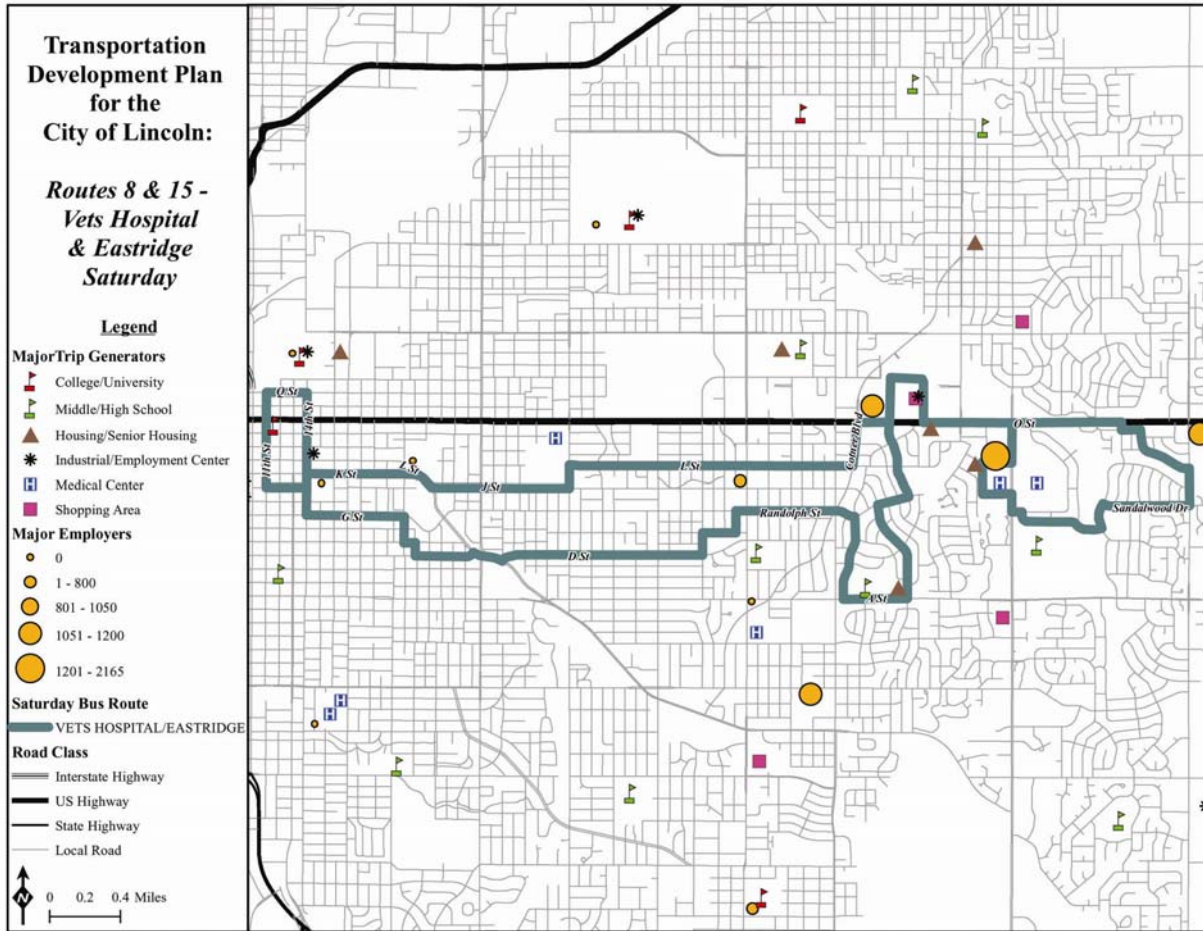 Transportation
Development Plan
for the
City of Lincoln:
Routes 8 & 15 -
Vets Hospital
& Eastridge
Saturday
Legend
MajorTrip Generators
College/University
Middle/High School
Housing/Senior Housing
Industrial/Employment Center
H Medical Center
Shopping Area
Major Employers
0
1 - 800
801 - 1050
1051 - 1200
1201 - 2165
Saturday Bus Route
VETS HOSPITAL/EASTRIDGE
Road Class
Interstate Highway
US Highway
State Highway
Local Road
N
0 0.2 0.4 Miles
Q St
14th St
11th St
K St
L St
J St
G St
D St
L St
Randolph St
Cotner Blvd
A St
O St
Sandalwood Dr
H
H
H
H
H
H